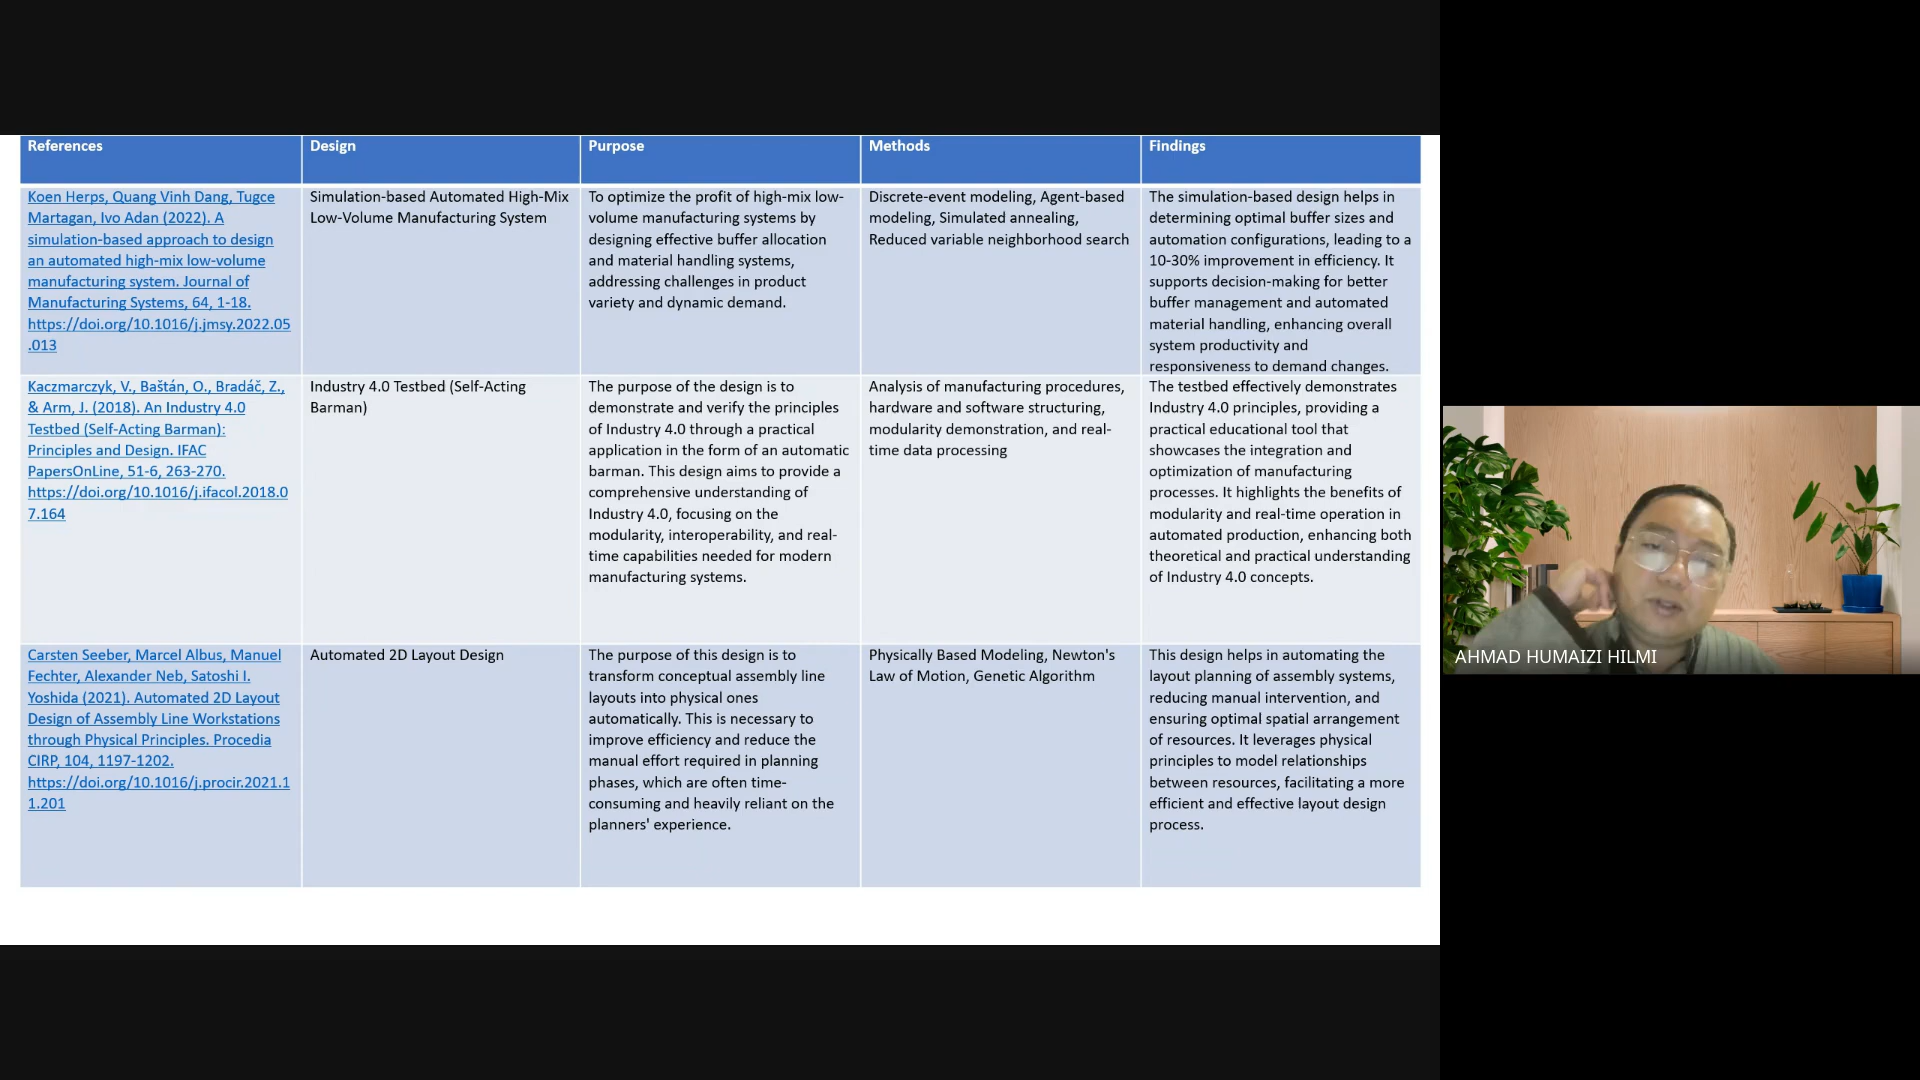 References
Design
Purpose
Methods
Findings
Koen Herps, Quang Vinh Dang, Tugce
Martagan, Ivo Adan (2022). A
simulation-based approach to design
an automated high-mix low-volume
manufacturing system. Journal of
Manufacturing Systems, 64, 1-18.
https://doi.org/10.1016/j.jmsy.2022.05
.013
Simulation-based Automated High-Mix
Low-Volume Manufacturing System
To optimize the profit of high-mix low-
volume manufacturing systems by
designing effective buffer allocation
and material handling systems,
addressing challenges in product
variety and dynamic demand.
Discrete-event modeling, Agent-based
modeling, Simulated annealing,
Reduced variable neighborhood search
The simulation-based design helps in
determining optimal buffer sizes and
automation configurations, leading to a
10-30% improvement in efficiency. It
supports decision-making for better
buffer management and automated
material handling, enhancing overall
system productivity and
responsiveness to demand changes.
Kaczmarczyk, V., Baštán, O., Bradáč, Z.,
& Arm, J. (2018). An Industry 4.0
Testbed (Self-Acting Barman):
Principles and Design. IFAC
PapersOnLine, 51-6, 263-270.
https://doi.org/10.1016/j.ifacol.2018.0
7.164
Industry 4.0 Testbed (Self-Acting
Barman)
The purpose of the design is to
demonstrate and verify the principles
of Industry 4.0 through a practical
application in the form of an automatic
barman. This design aims to provide a
comprehensive understanding of
Industry 4.0, focusing on the
modularity, interoperability, and real-
time capabilities needed for modern
manufacturing systems.
Analysis of manufacturing procedures,
hardware and software structuring,
modularity demonstration, and real-
time data processing
The testbed effectively demonstrates
Industry 4.0 principles, providing a
practical educational tool that
showcases the integration and
optimization of manufacturing
processes. It highlights the benefits of
modularity and real-time operation in
automated production, enhancing both
theoretical and practical understanding
of Industry 4.0 concepts.
Carsten Seeber, Marcel Albus, Manuel
Fechter, Alexander Neb, Satoshi I.
Yoshida (2021). Automated 2D Layout
Design of Assembly Line Workstations
through Physical Principles. Procedia
CIRP, 104, 1197-1202.
https://doi.org/10.1016/j.procir.2021.1
1.201
Automated 2D Layout Design
The purpose of this design is to
transform conceptual assembly line
layouts into physical ones
automatically. This is necessary to
improve efficiency and reduce the
manual effort required in planning
phases, which are often time-
consuming and heavily reliant on the
planners' experience.
Physically Based Modeling, Newton's
Law of Motion, Genetic Algorithm
This design helps in automating the
layout planning of assembly systems,
reducing manual intervention, and
ensuring optimal spatial arrangement
of resources. It leverages physical
principles to model relationships
between resources, facilitating a more
efficient and effective layout design
process.
AHMAD HUMAIZI HILMI